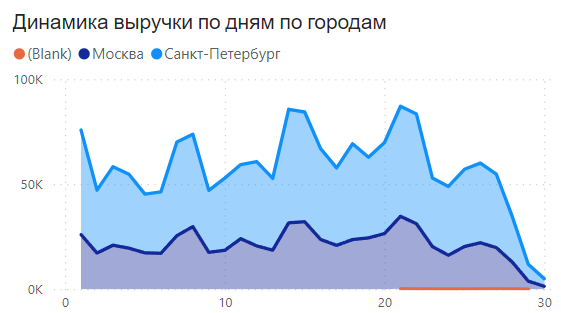 Динамика выручки по дням по городам
(Blank) Москва Санкт-Петербург
100K
50K
0K
0 10 20 30